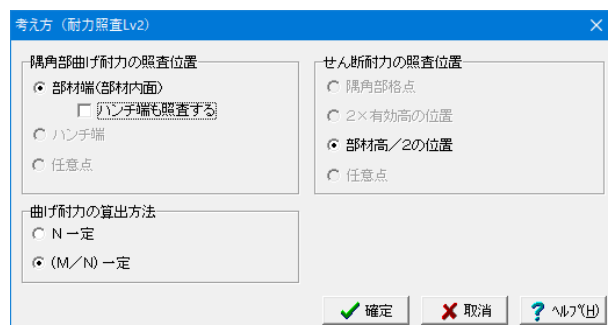 考え方（耐力照査Lv2）
隅角部曲げ耐力の照査位置
部材端(部材内面)
ハンチ端も照査する
ハンチ端
任意点
せん断耐力の照査位置
隅角部格点
2×有効高の位置
部材高／2の位置
任意点
曲げ耐力の算出方法
N 一定
(M／N) 一定
確定
取消
ヘルプ(H)